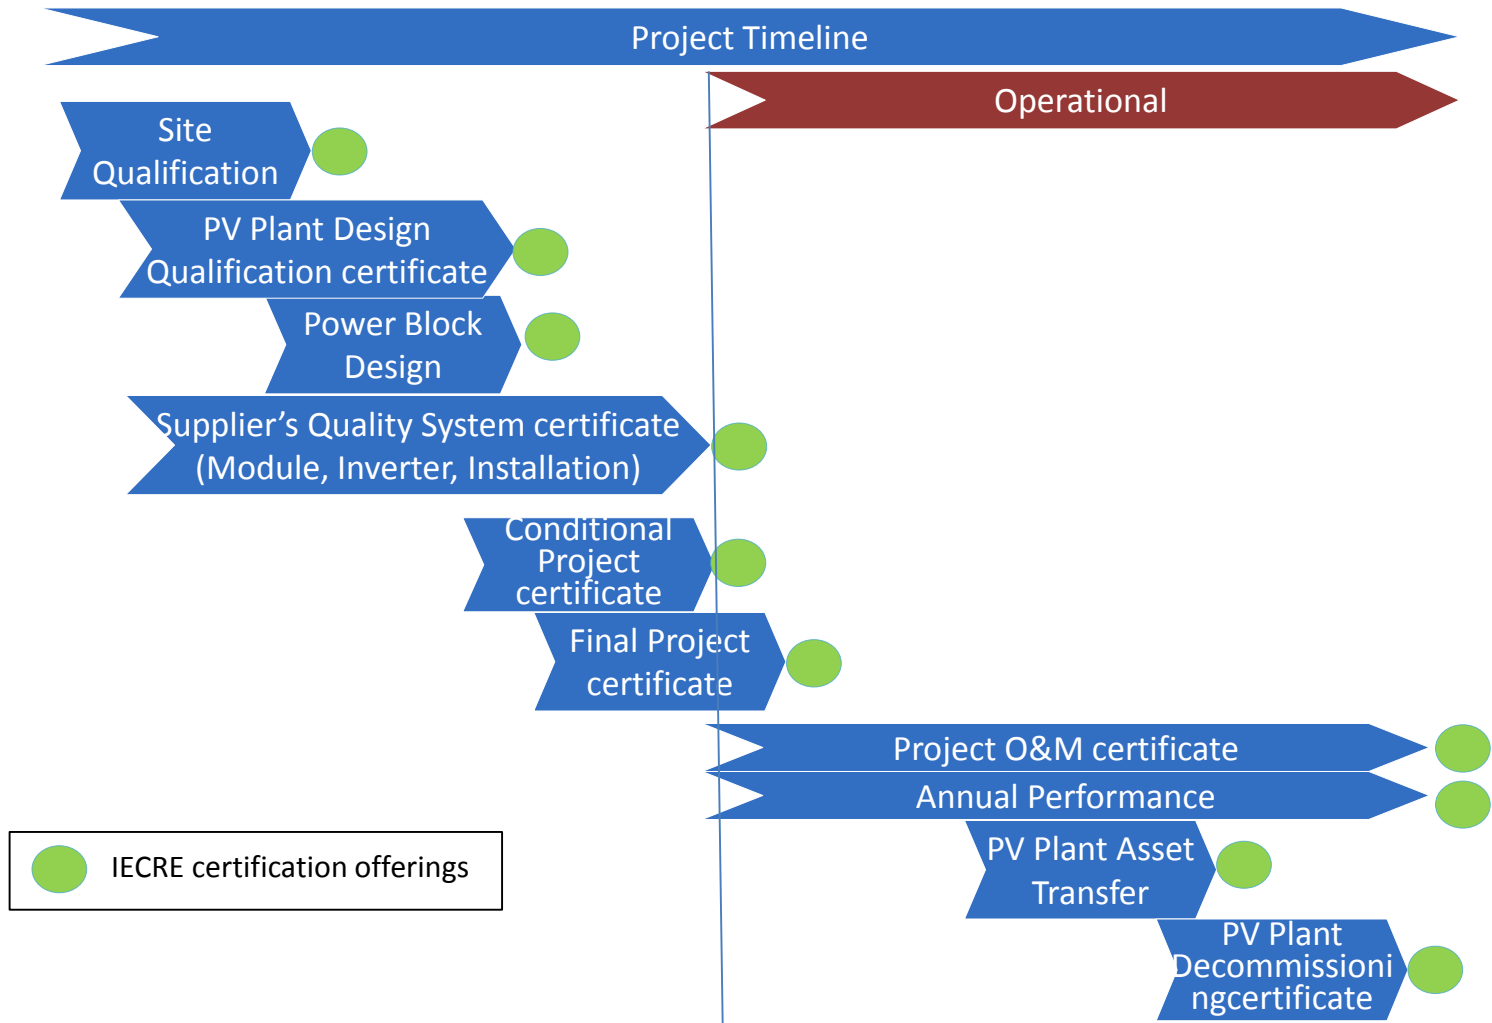 Project Timeline
Operational
Site
Qualification
PV Plant Design
Qualification certificate
Power Block
Design
Supplier's Quality System certificate
(Module, Inverter, Installation)
Conditional
Project
certificate
Final Project
certificate
Project O&M certificate
Annual Performance
PV Plant Asset
Transfer
PV Plant
Decommissioni
ngcertificate
IECRE certification offerings